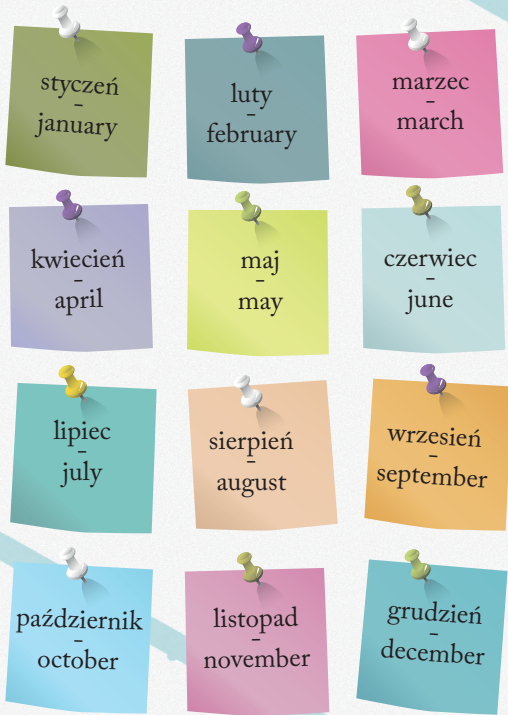 styczeń
–
january
luty
–
february
marzec
–
march
kwiecień
–
april
maj
–
may
czerwiec
–
june
lipiec
–
july
sierpień
–
august
wrzesień
–
september
październik
–
october
listopad
–
november
grudzień
–
december